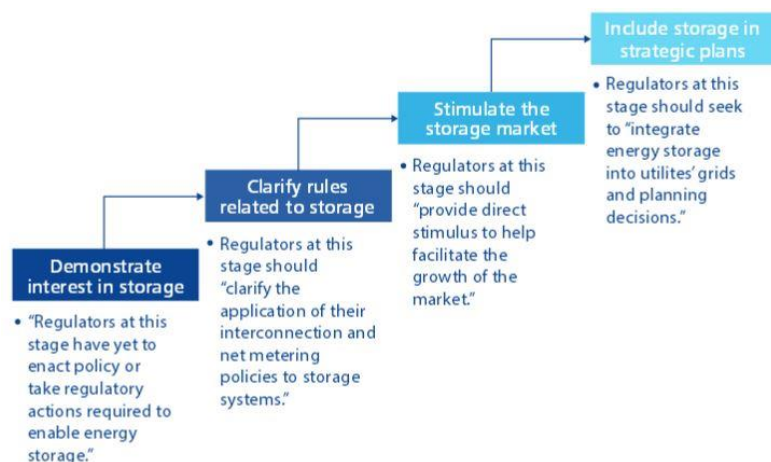 Demonstrate
interest in storage
• “Regulators at this
stage have yet to
enact policy or
take regulatory
actions required to
enable energy
storage.”
Clarify rules
related to storage
• Regulators at this
stage should
“clarify the
application of their
interconnection and
net metering
policies to storage
systems.”
Stimulate the
storage market
• Regulators at this
stage should
“provide direct
stimulus to help
facilitate the
growth of the
market.”
Include storage in
strategic plans
• Regulators at this
stage should seek
to “integrate
energy storage
into utilites’ grids
and planning
decisions.”